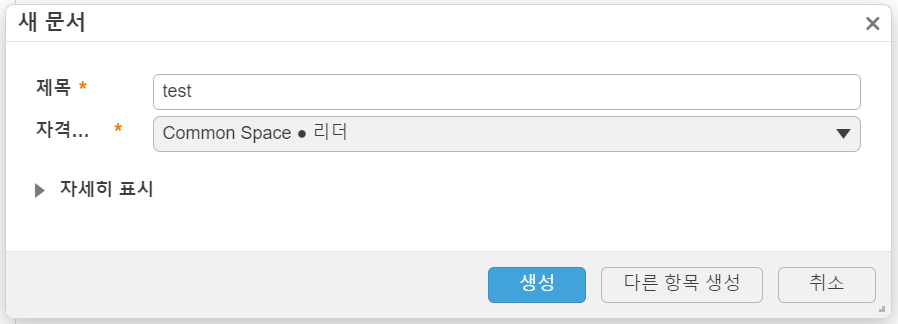 새 문서
제목 *
test
자격... *
Common Space ● 리더
자세히 표시
생성
다른 항목 생성
취소